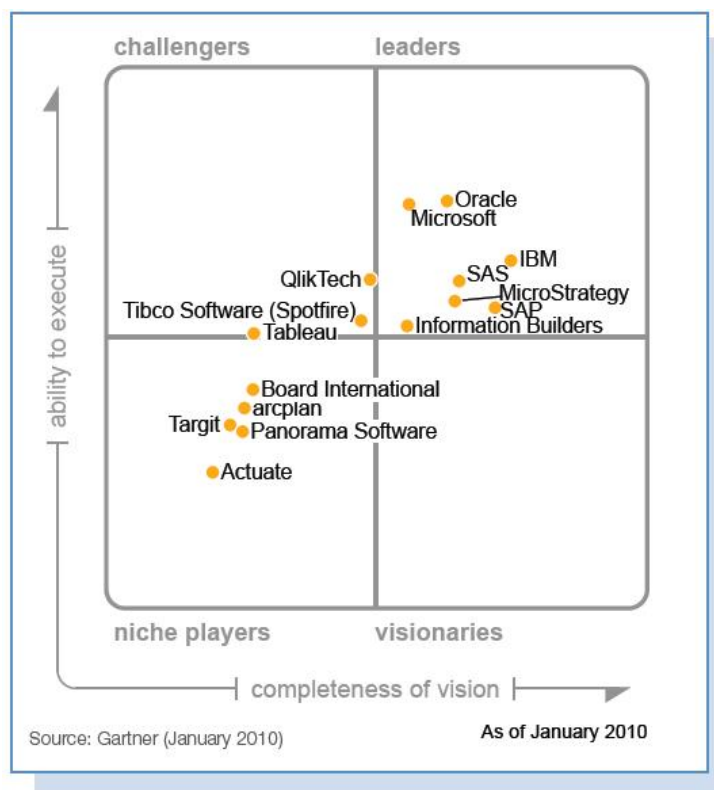 challengers
leaders
ability to execute
Oracle
Microsoft
IBM
QlikTech
SAS
MicroStrategy
Tibco Software (Spotfire)
SAP
Information Builders
Tableau
Board International
arcplan
Targit
Panorama Software
Actuate
niche players
visionaries
completeness of vision
As of January 2010
Source: Gartner (January 2010)